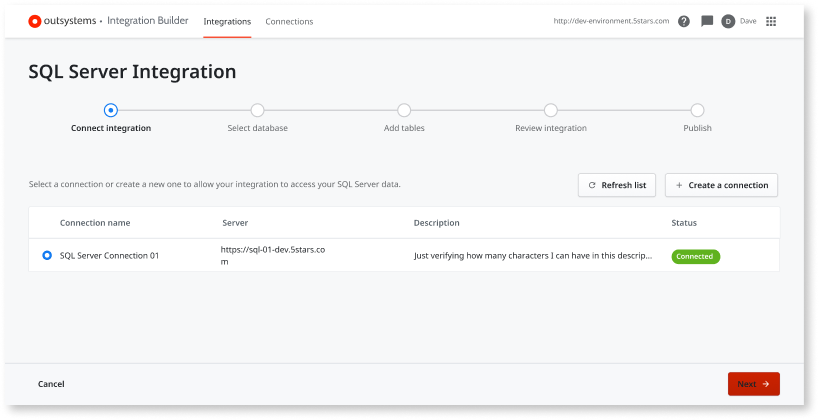 outsystems • Integration Builder Integrations Connections http://dev-environment.5stars.com ? D Dave
SQL Server Integration
Connect integration Select database Add tables Review integration Publish
Select a connection or create a new one to allow your integration to access your SQL Server data. Refresh list + Create a connection
Connection name Server Description Status
SQL Server Connection 01 https://sql-01-dev.5stars.co Just verifying how many characters I can have in this descrip... Connected
m
Cancel Next →